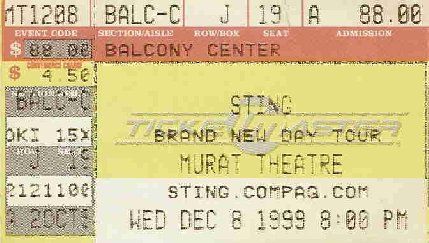 MT1208 BALC-C J 19 A 88.00
EVENT CODE SECTION/AISLE ROW/BOX SEAT ADMISSION
$ 88.00 BALCONY CENTER
$ 4.50
STING
BALC-C
TICKETMASTER
BRAND NEW DAY TOUR
MURAT THEATRE
STING.COMPAQ.COM
WED DEC 8 1999 8:00 PM